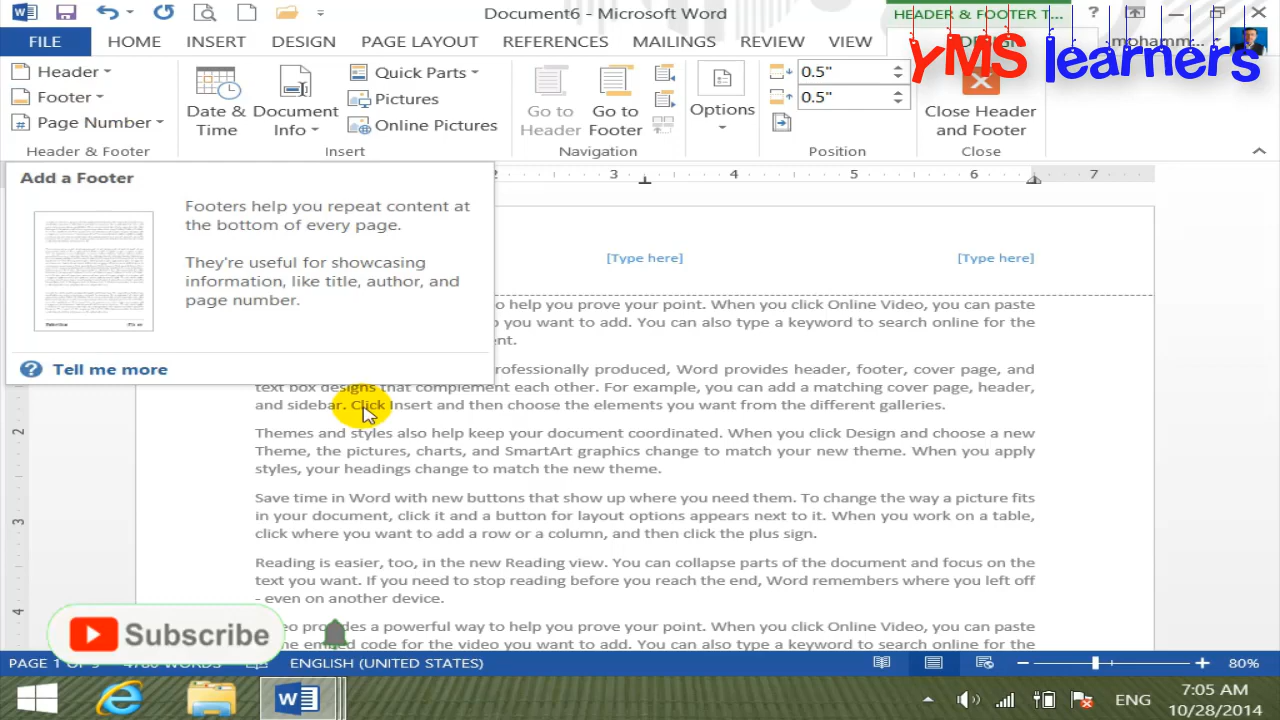 Document6 - Microsoft Word
HEADER & FOOTER T...
?
FILE HOME INSERT DESIGN PAGE LAYOUT REFERENCES MAILINGS REVIEW VIEW
mohamm...
YMS learners
Header
Footer
Page Number
Header & Footer
Date & Time
Document Info
Quick Parts
Pictures
Online Pictures
Insert
Go to Header
Go to Footer
Navigation
Options
0.5"
0.5"
Position
Close Header and Footer
Close
Add a Footer
Footers help you repeat content at
the bottom of every page.
They're useful for showcasing
information, like title, author, and
page number.
Tell me more
2 3 4 5 6 7
[Type here] [Type here]
to help you prove your point. When you click Online Video, you can paste
you want to add. You can also type a keyword to search online for the
rofessionally produced, Word provides header, footer, cover page, and
text box designs that complement each other. For example, you can add a matching cover page, header,
and sidebar. Click Insert and then choose the elements you want from the different galleries.
Themes and styles also help keep your document coordinated. When you click Design and choose a new
Theme, the pictures, charts, and SmartArt graphics change to match your new theme. When you apply
styles, your headings change to match the new theme.
Save time in Word with new buttons that show up where you need them. To change the way a picture fits
in your document, click it and a button for layout options appears next to it. When you work on a table,
click where you want to add a row or a column, and then click the plus sign.
Reading is easier, too, in the new Reading view. You can collapse parts of the document and focus on the
text you want. If you need to stop reading before you reach the end, Word remembers where you left off
- even on another device.
provides a powerful way to help you prove your point. When you click Online Video, you can paste
embed code for the video you want to add. You can also type a keyword to search online for the
2
3
4
Subscribe
PAGE 1 ENGLISH (UNITED STATES) 80%
ENG
7:05 AM
10/28/2014